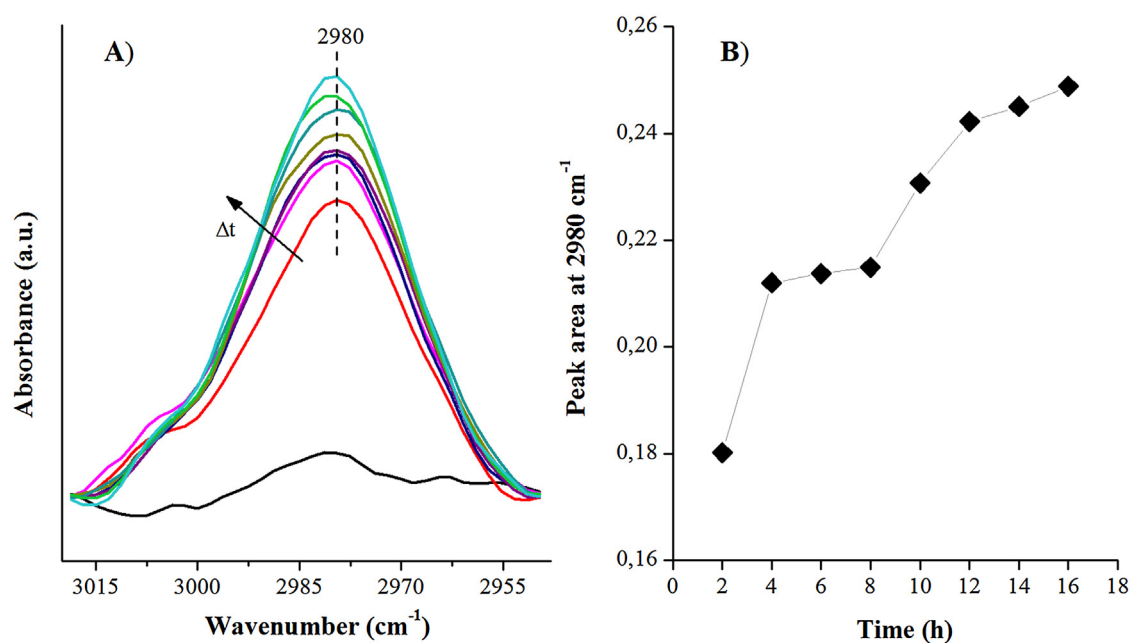 A)
2980
Δt
Absorbance (a.u.)
3015 3000 2985 2970 2955
Wavenumber (cm-1)
B)
0,26
0,24
0,22
0,20
0,18
0,16
Peak area at 2980 cm-1
0 2 4 6 8 10 12 14 16 18
Time (h)